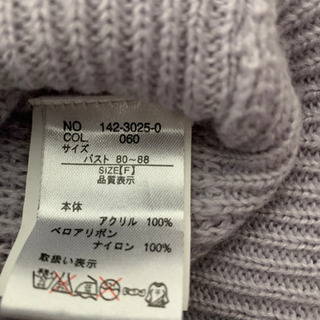 NO 142-3025-0
COL. 060
サイズ
バスト 80~88
SIZE[F]
品質表示
本体
アクリル 100%
ベロアリボン
ナイロン 100%
取扱い表示